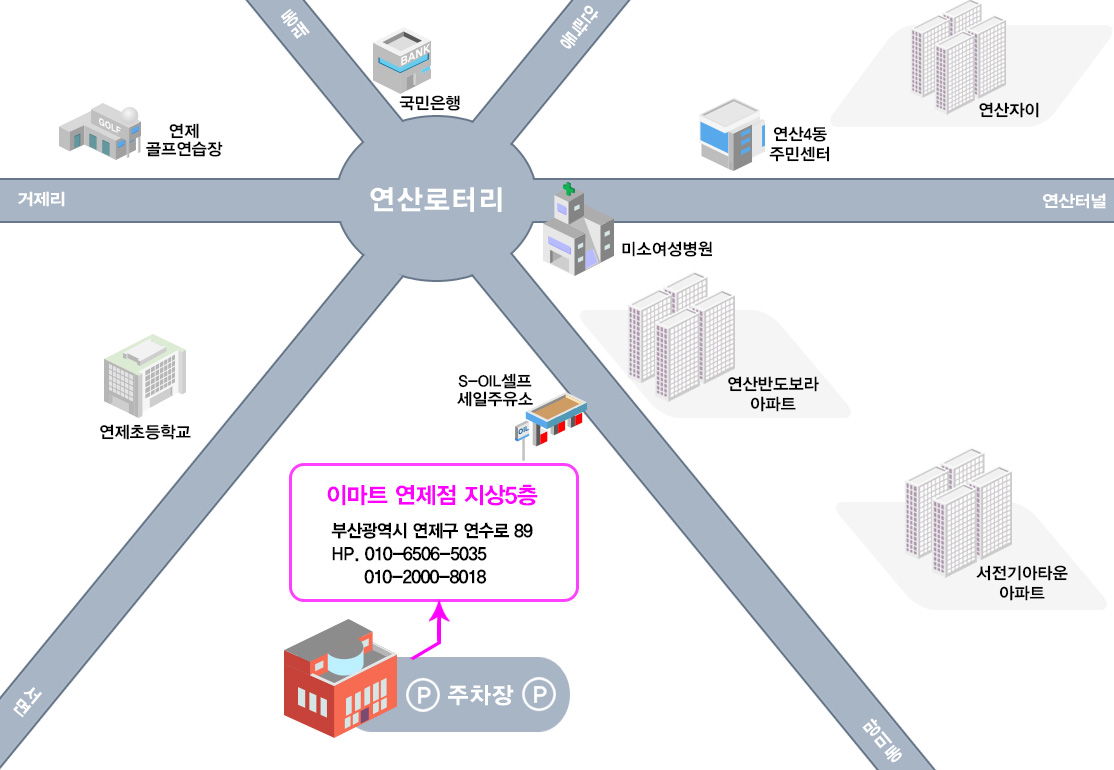 동래
안락동
BANK
국민은행
GOLF
연제
골프연습장
연산4동
주민센터
연산자이
거제리
연산로터리
연산터널
미소여성병원
연산반도보라
아파트
S-OIL셀프
세일주유소
OIL
연제초등학교
이마트 연제점 지상5층
부산광역시 연제구 연수로 89
HP. 010-6506-5035
010-2000-8018
서전기아타운
아파트
P 주차장 P
서면